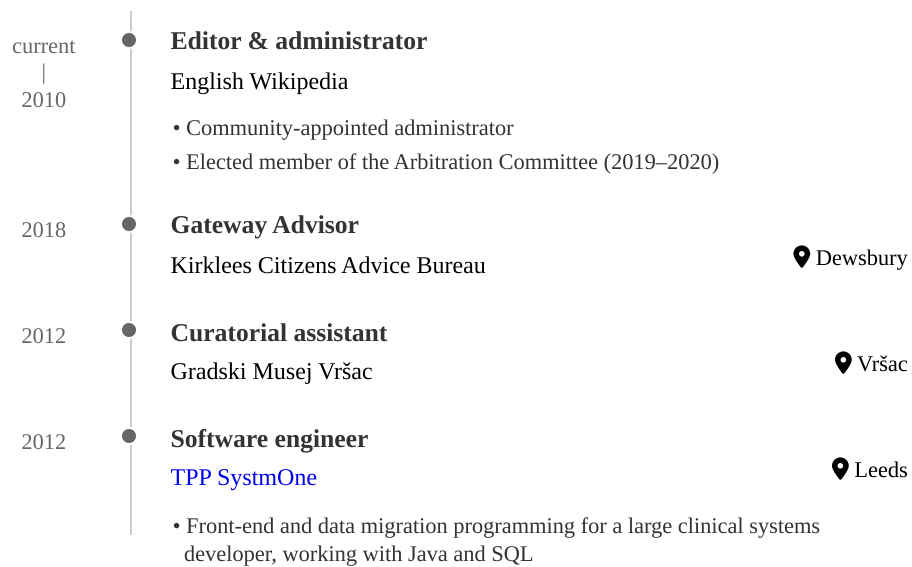 current
|
2010
Editor & administrator
English Wikipedia
• Community-appointed administrator
• Elected member of the Arbitration Committee (2019–2020)
2018
Gateway Advisor
Kirklees Citizens Advice Bureau
Dewsbury
2012
Curatorial assistant
Gradski Musej Vršac
Vršac
2012
Software engineer
TPP SystmOne
Leeds
• Front-end and data migration programming for a large clinical systems
developer, working with Java and SQL